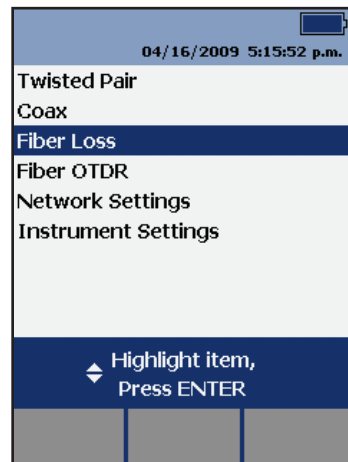 04/16/2009 5:15:52 p.m.
Twisted Pair
Coax
Fiber Loss
Fiber OTDR
Network Settings
Instrument Settings
Highlight item,
Press ENTER